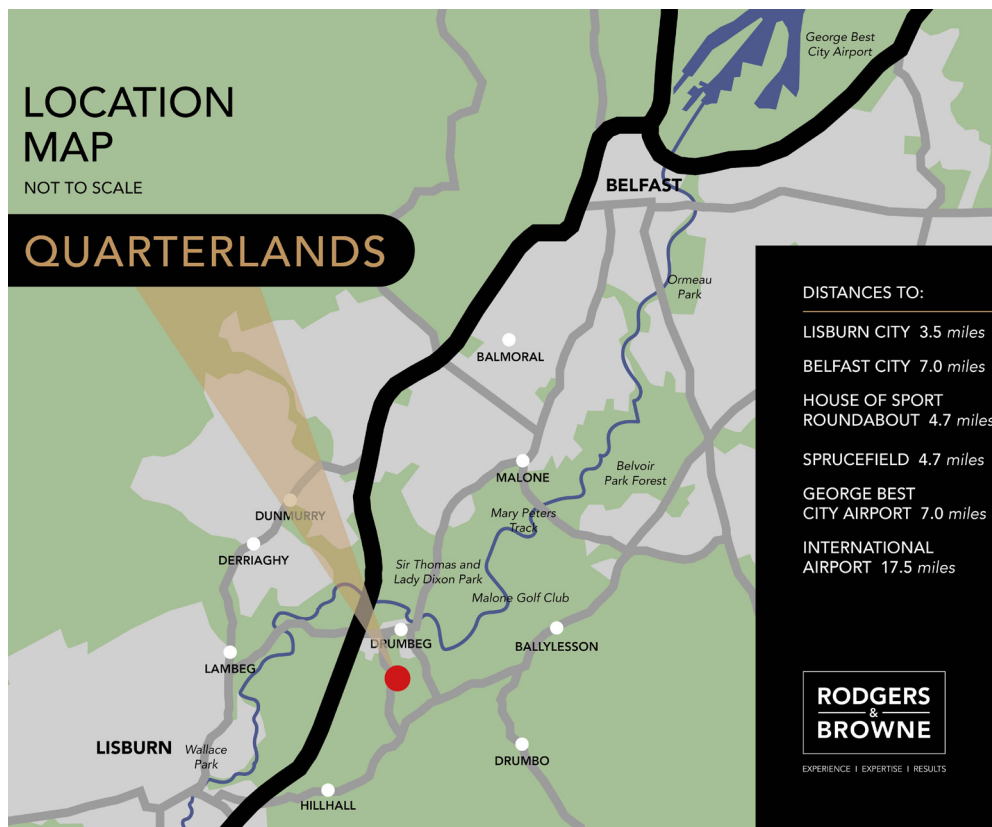 LOCATION
MAP
NOT TO SCALE
QUARTERLANDS
George Best
City Airport
BELFAST
Ormeau
Park
BALMORAL
MALONE
Belvoir
Park Forest
Mary Peters
Track
DUNMURRY
DERRIAGHY
Sir Thomas and
Lady Dixon Park
Malone Golf Club
DRUMBEG
BALLYLESSON
LAMBEG
LISBURN
Wallace
Park
DRUMBO
HILLHALL
DISTANCES TO:
LISBURN CITY 3.5 miles
BELFAST CITY 7.0 miles
HOUSE OF SPORT
ROUNDABOUT 4.7 miles
SPRUCEFIELD 4.7 miles
GEORGE BEST
CITY AIRPORT 7.0 miles
INTERNATIONAL
AIRPORT 17.5 miles
RODGERS
&
BROWNE
EXPERIENCE | EXPERTISE | RESULTS